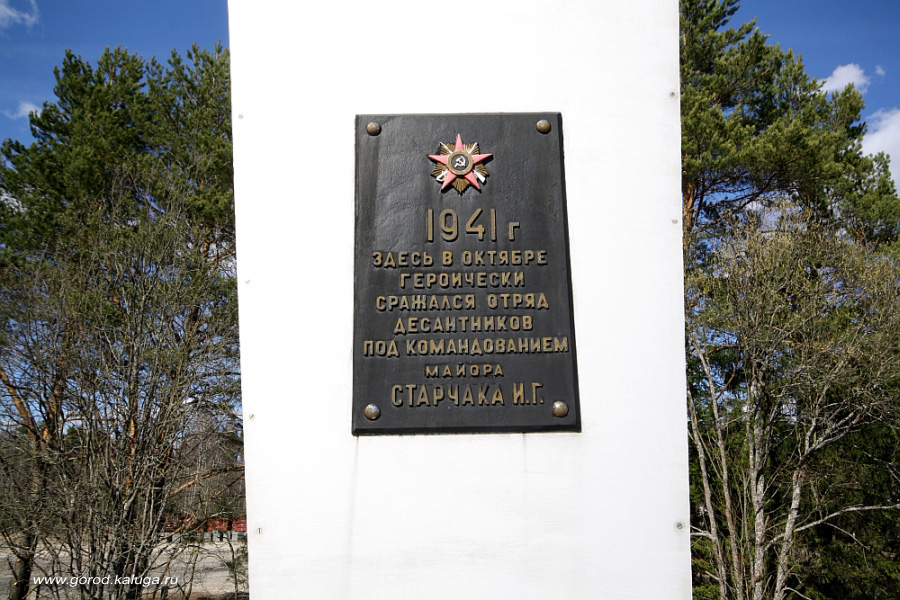 1941 г
ЗДЕСЬ В ОКТЯБРЕ
ГЕРОИЧЕСКИ
СРАЖАЛСЯ ОТРЯД
ДЕСАНТНИКОВ
ПОД КОМАНДОВАНИЕМ
МАЙОРА
СТАРЧАКА И.Г.
www.gorod.kaluga.ru